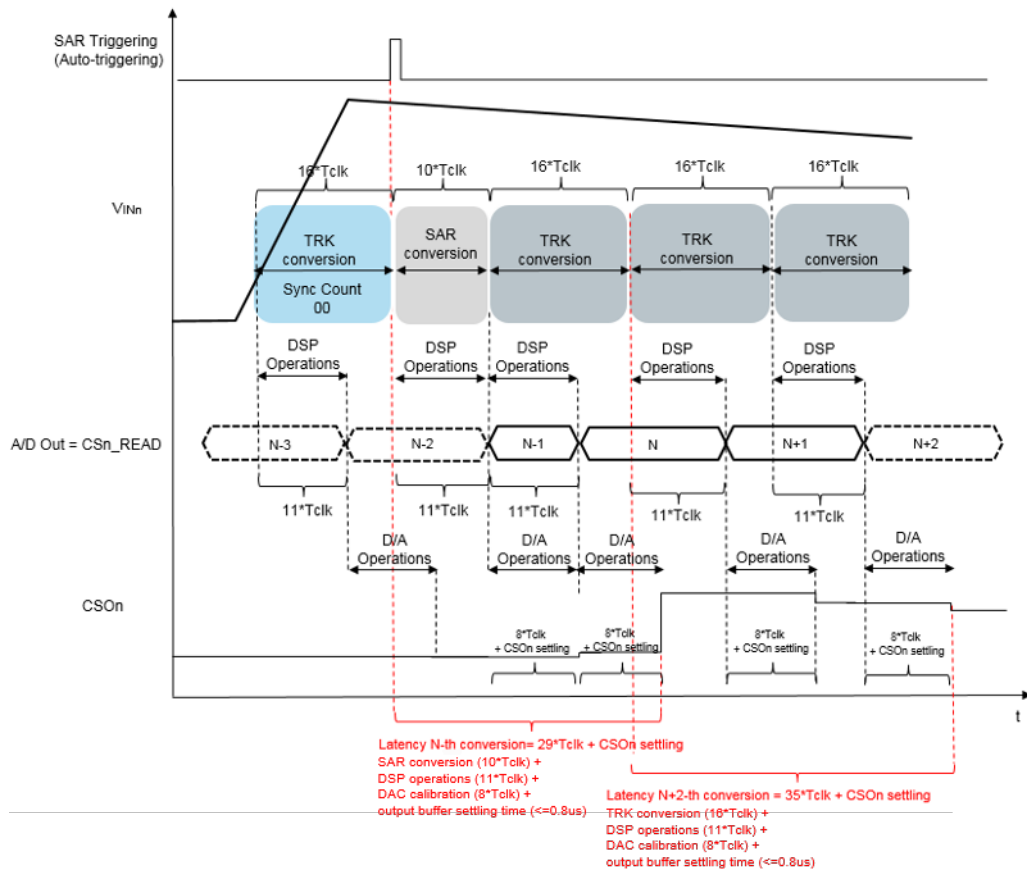 SAR Triggering
(Auto-triggering)
16*Tclk
10*Tclk
16*Tclk
16*Tclk
16*Tclk
VINn
TRK
conversion
Sync Count
00
SAR
conversion
TRK
conversion
TRK
conversion
TRK
conversion
DSP
Operations
DSP
Operations
DSP
Operations
DSP
Operations
DSP
Operations
A/D Out = CSn_READ
N-3
N-2
N-1
N
N+1
N+2
11*Tclk
11*Tclk
11*Tclk
11*Tclk
11*Tclk
D/A
Operations
D/A
Operations
D/A
Operations
D/A
Operations
D/A
Operations
CSOn
8*Tclk
+ CSOn settling
8*Tclk
+ CSOn settling
8*Tclk
+ CSOn settling
8*Tclk
+ CSOn settling
t
Latency N-th conversion= 29*Tclk + CSOn settling
SAR conversion (10*Tclk) +
DSP operations (11*Tclk) +
DAC calibration (8*Tclk) +
output buffer settling time (<=0.8us)
Latency N+2-th conversion = 35*Tclk + CSOn settling
TRK conversion (16*Tclk) +
DSP operations (11*Tclk) +
DAC calibration (8*Tclk) +
output buffer settling time (<=0.8us)